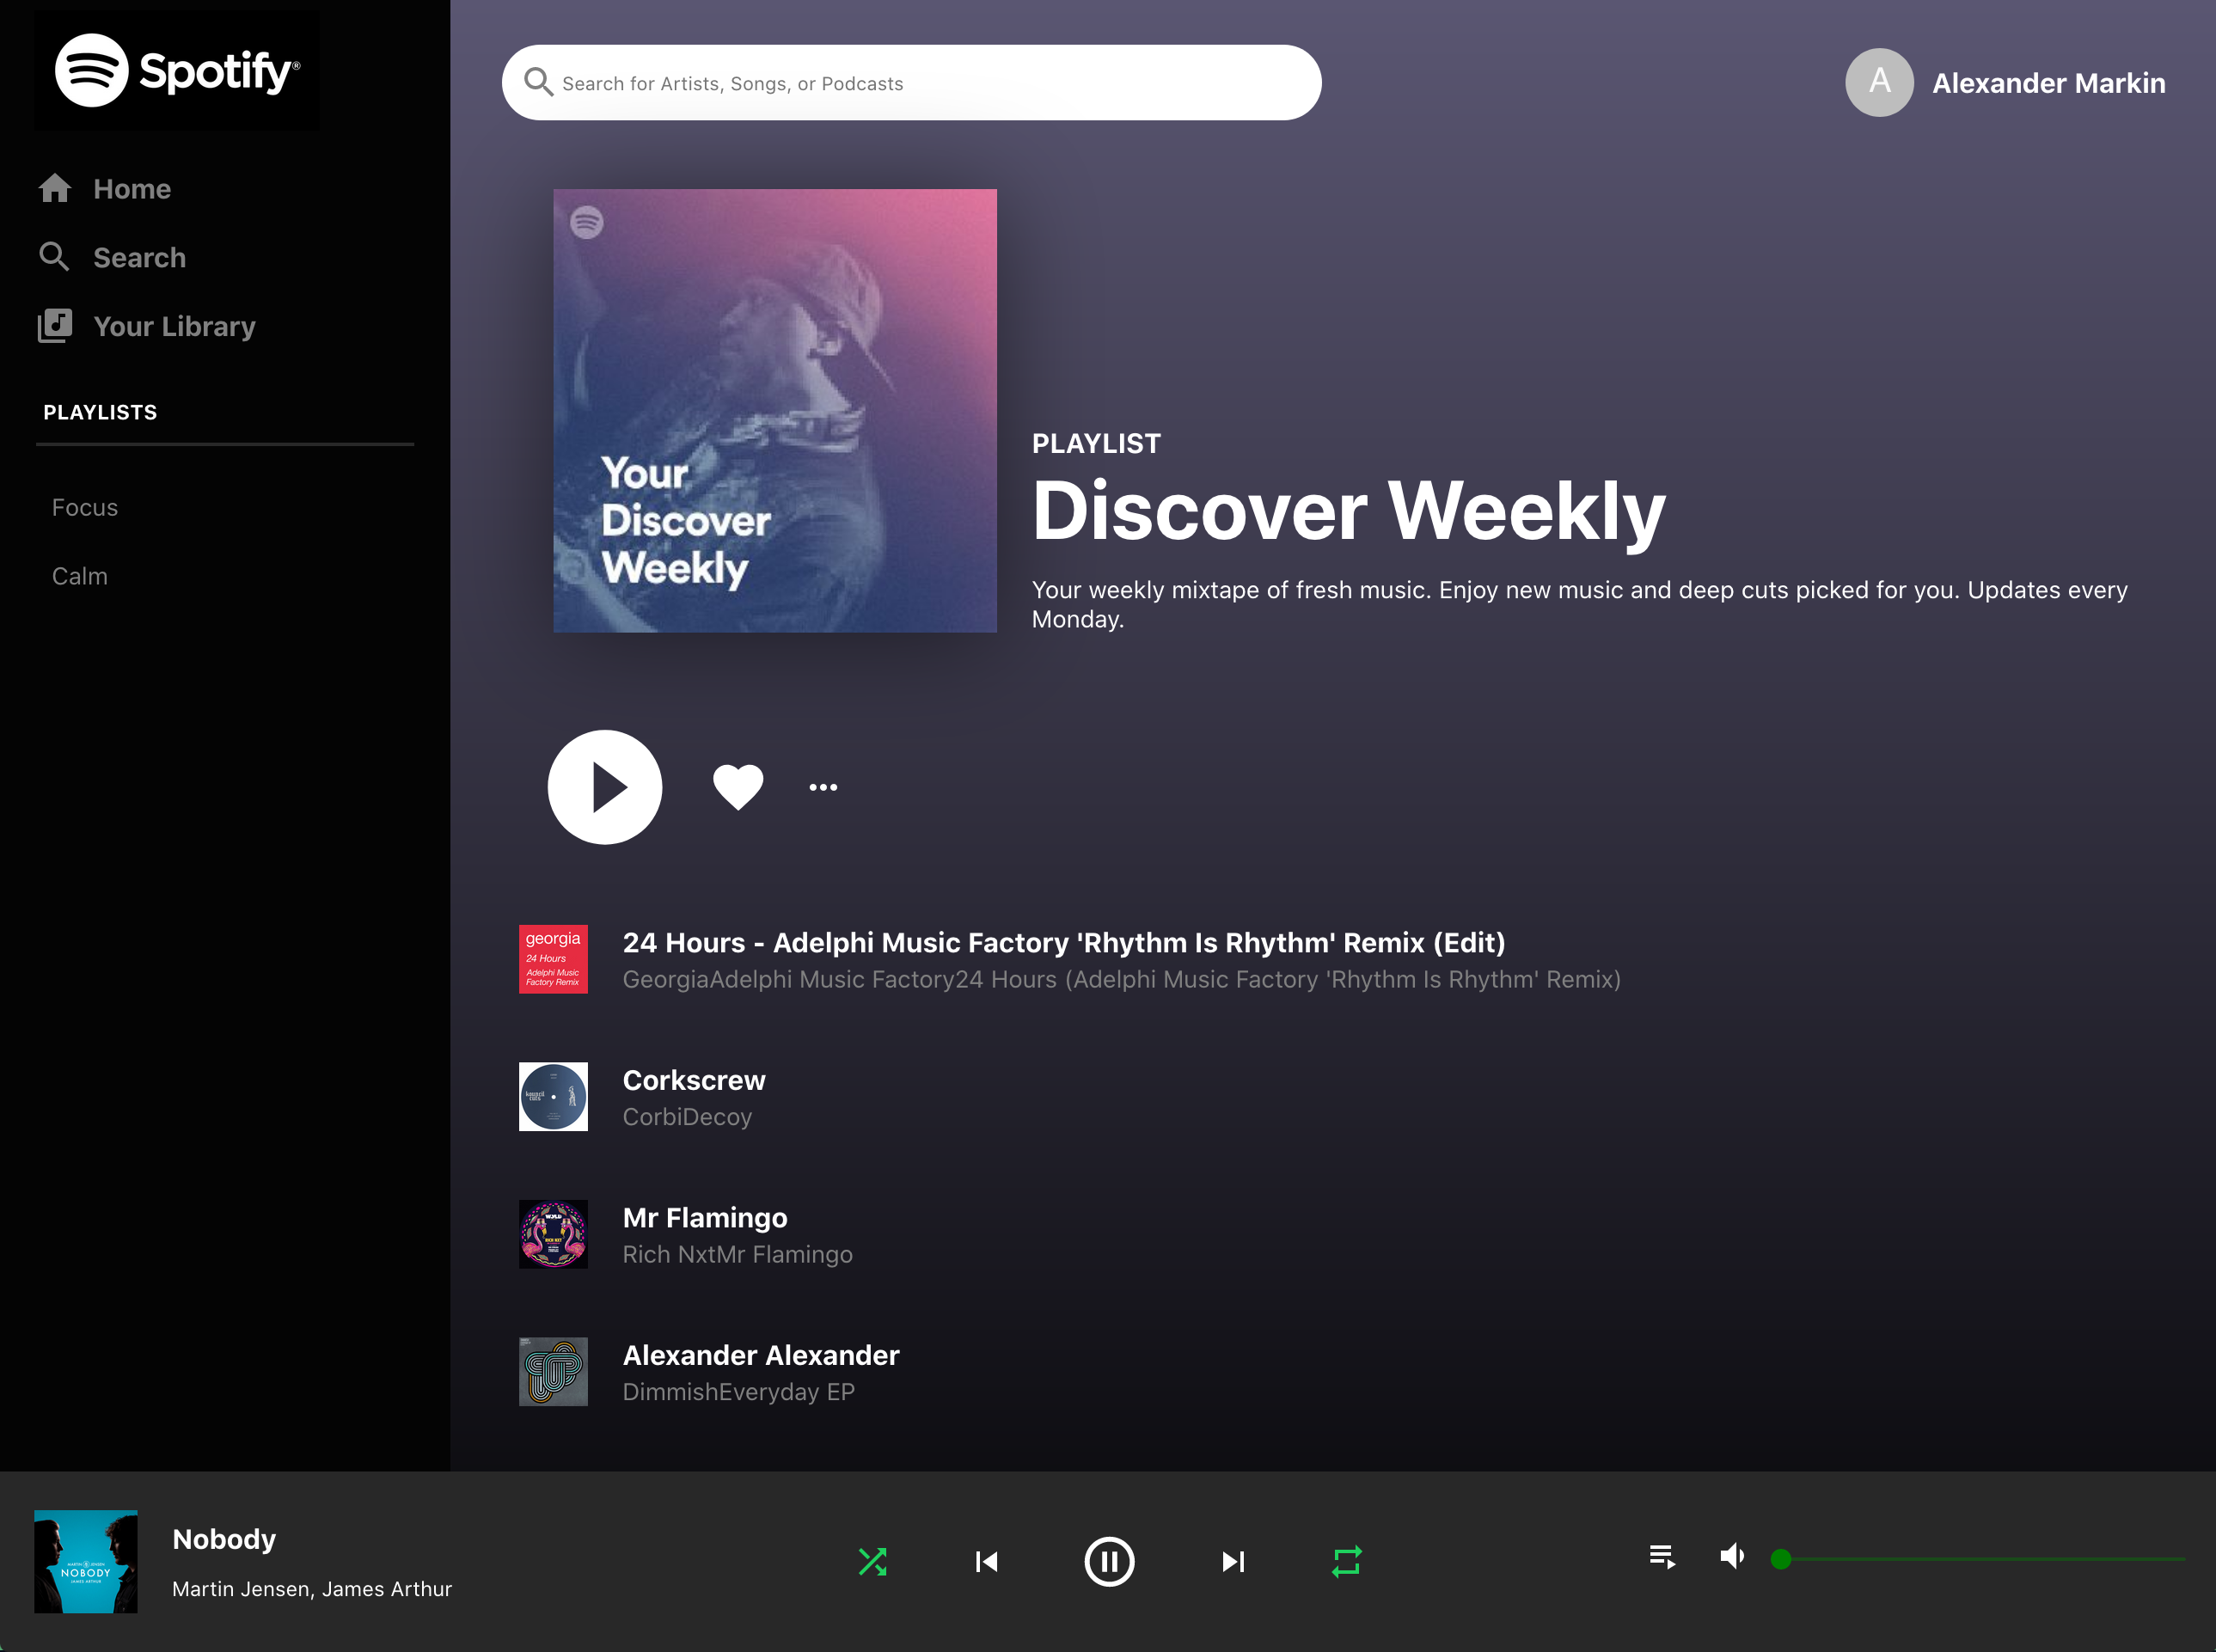 Spotify®
Home
Search
Your Library
PLAYLISTS
Focus
Calm
Search for Artists, Songs, or Podcasts
A
Alexander Markin
Your
Discover
Weekly
PLAYLIST
Discover Weekly
Your weekly mixtape of fresh music. Enjoy new music and deep cuts picked for you. Updates every
Monday.
georgia
24 Hours
Adelphi Music
Factory Remix
24 Hours - Adelphi Music Factory 'Rhythm Is Rhythm' Remix (Edit)
GeorgiaAdelphi Music Factory24 Hours (Adelphi Music Factory 'Rhythm Is Rhythm' Remix)
Corkscrew
CorbiDecoy
Mr Flamingo
Rich NxtMr Flamingo
Alexander Alexander
DimmishEveryday EP
MARTIN JENSEN
NOBODY
JAMES ARTHUR
Nobody
Martin Jensen, James Arthur